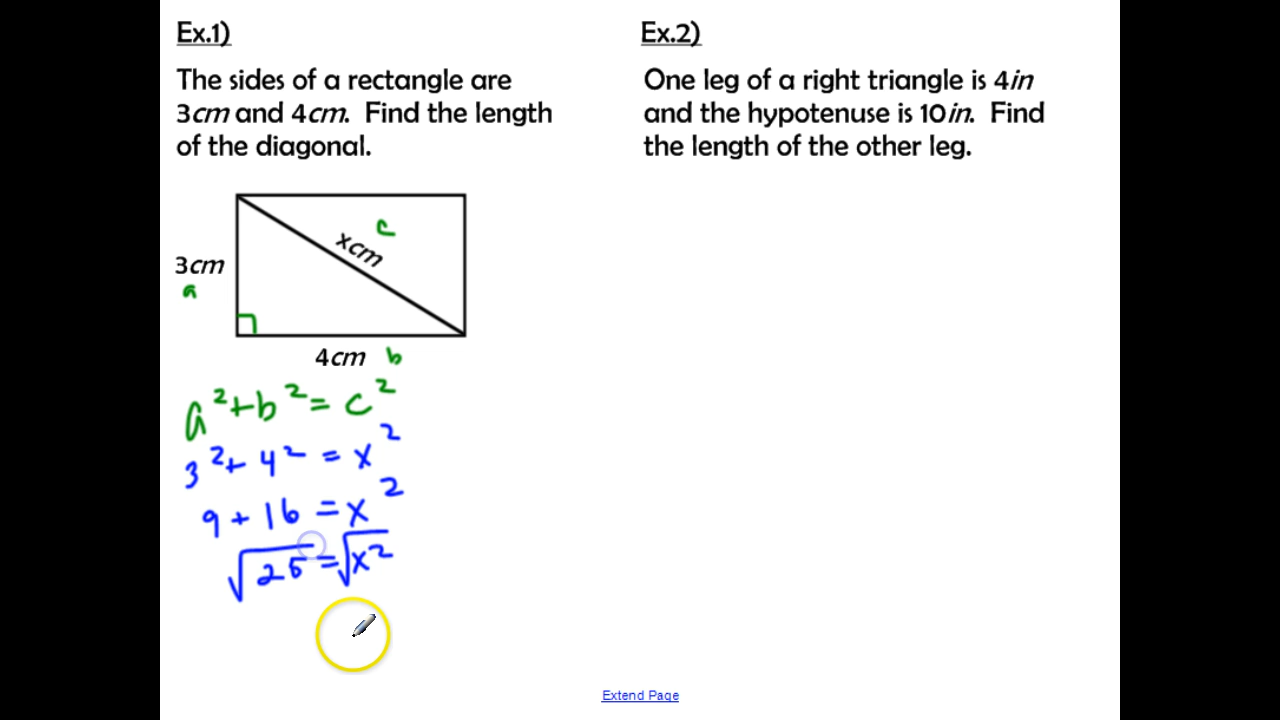 Ex.1)
The sides of a rectangle are
3cm and 4cm. Find the length
of the diagonal.
x cm
c
3cm
a
4cm b
a²+b²=c²
3²+4²=x²
9+16=x²
√25=√x²
Ex.2)
One leg of a right triangle is 4in
and the hypotenuse is 10in. Find
the length of the other leg.
Extend Page